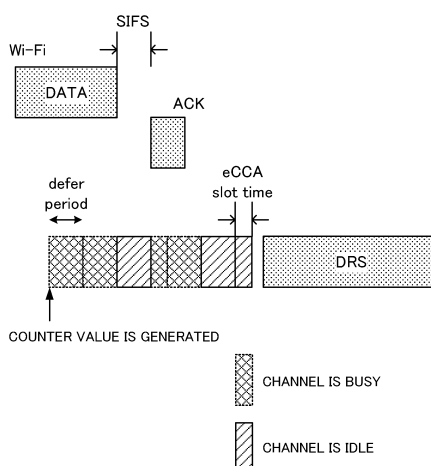 SIFS
Wi-Fi
DATA
ACK
eCCA
slot time
defer
period
DRS
COUNTER VALUE IS GENERATED
CHANNEL IS BUSY
CHANNEL IS IDLE